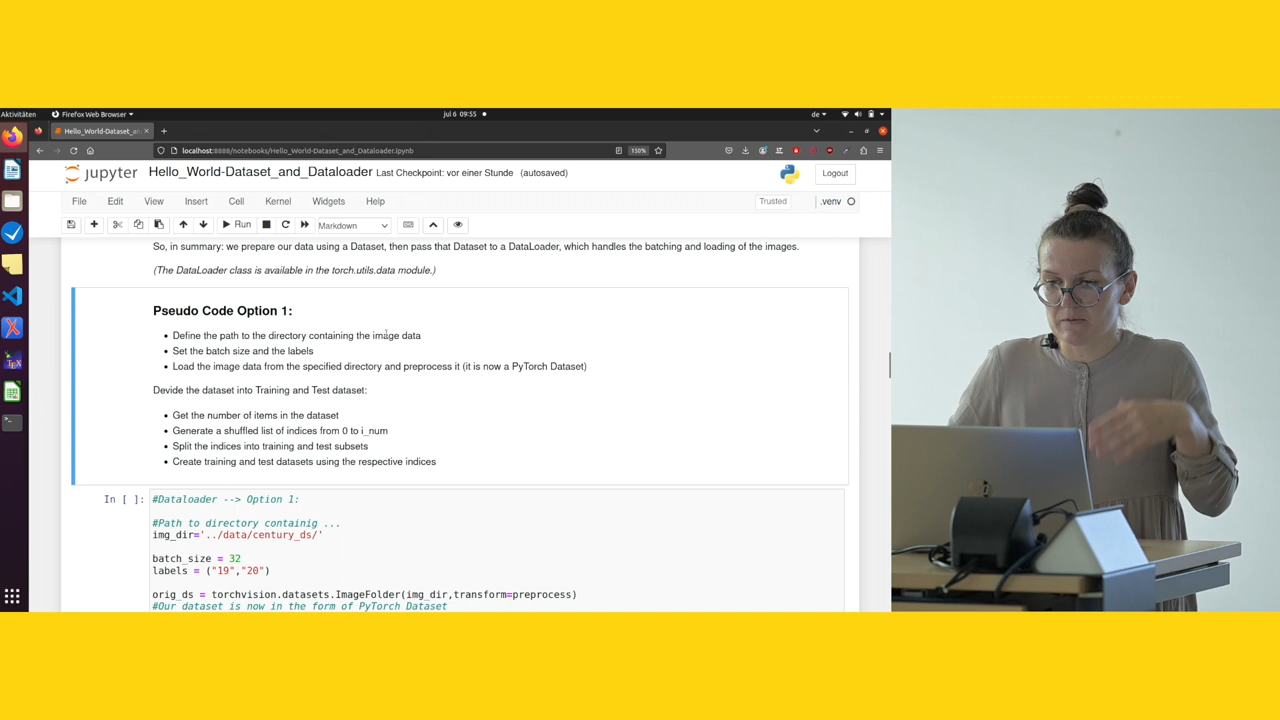 Aktivitäten
Firefox Web Browser
Jul 6 09:55
de
Hello_World-Dataset_an
localhost:8888/notebooks/Hello_World-Dataset_and_Dataloader.ipynb
150%
jupyter
Hello_World-Dataset_and_Dataloader Last Checkpoint: vor einer Stunde (autosaved)
Logout
File Edit View Insert Cell Kernel Widgets Help
Trusted
.venv
Run
Markdown
So, in summary: we prepare our data using a Dataset, then pass that Dataset to a DataLoader, which handles the batching and loading of the images.
(The DataLoader class is available in the torch.utils.data module.)
Pseudo Code Option 1:
• Define the path to the directory containing the image data
• Set the batch size and the labels
• Load the image data from the specified directory and preprocess it (it is now a PyTorch Dataset)
Devide the dataset into Training and Test dataset:
• Get the number of items in the dataset
• Generate a shuffled list of indices from 0 to i_num
• Split the indices into training and test subsets
• Create training and test datasets using the respective indices
In [ ]:
#Dataloader --> Option 1:
#Path to directory containig ...
img_dir='../data/century_ds/'
batch_size = 32
labels = ("19","20")
orig_ds = torchvision.datasets.ImageFolder(img_dir,transform=preprocess)
#Our dataset is now in the form of PyTorch Dataset